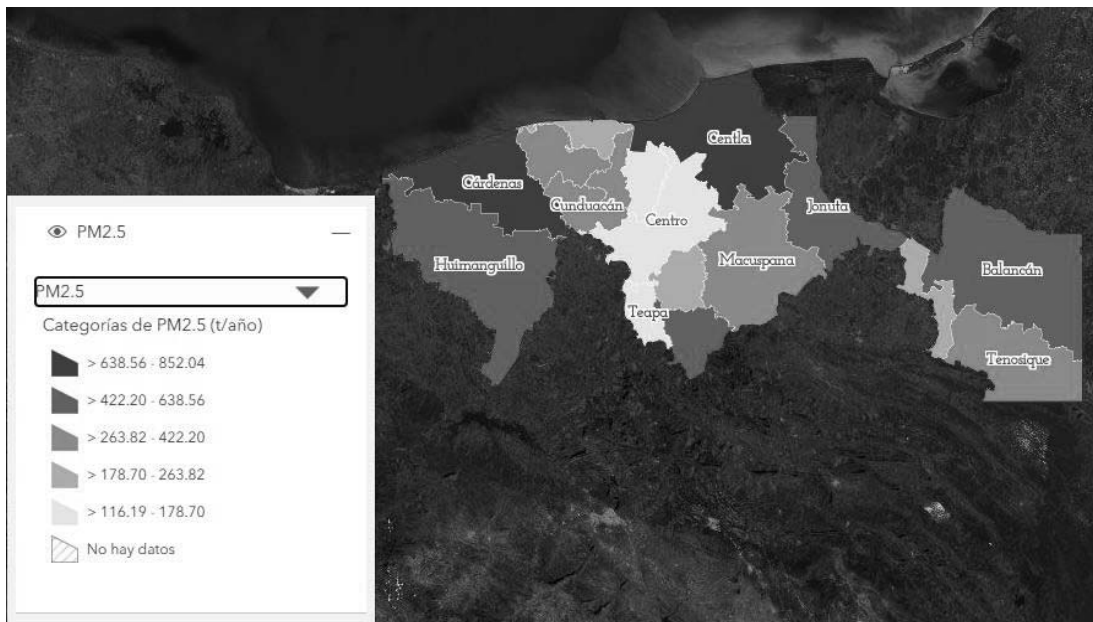 PM2.5
—
PM2.5
Categorías de PM2.5 (t/año)
> 638.56 - 852.04
> 422.20 - 638.56
> 263.82 - 422.20
> 178.70 - 263.82
> 116.19 - 178.70
No hay datos
Centla
Cárdenas
Cunduacán
Centro
Jonuta
Huimanguillo
Macuspana
Balancán
Teapa
Tenosique